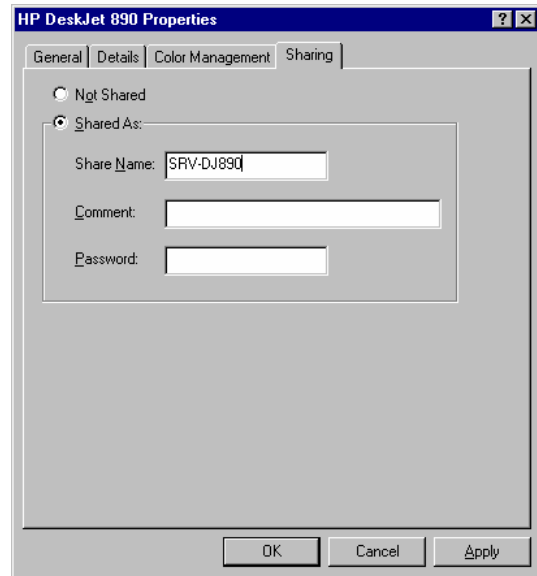 HP DeskJet 890 Properties
General Details Color Management Sharing
Not Shared
Shared As:
Share Name: SRV-DJ890
Comment:
Password:
OK Cancel Apply